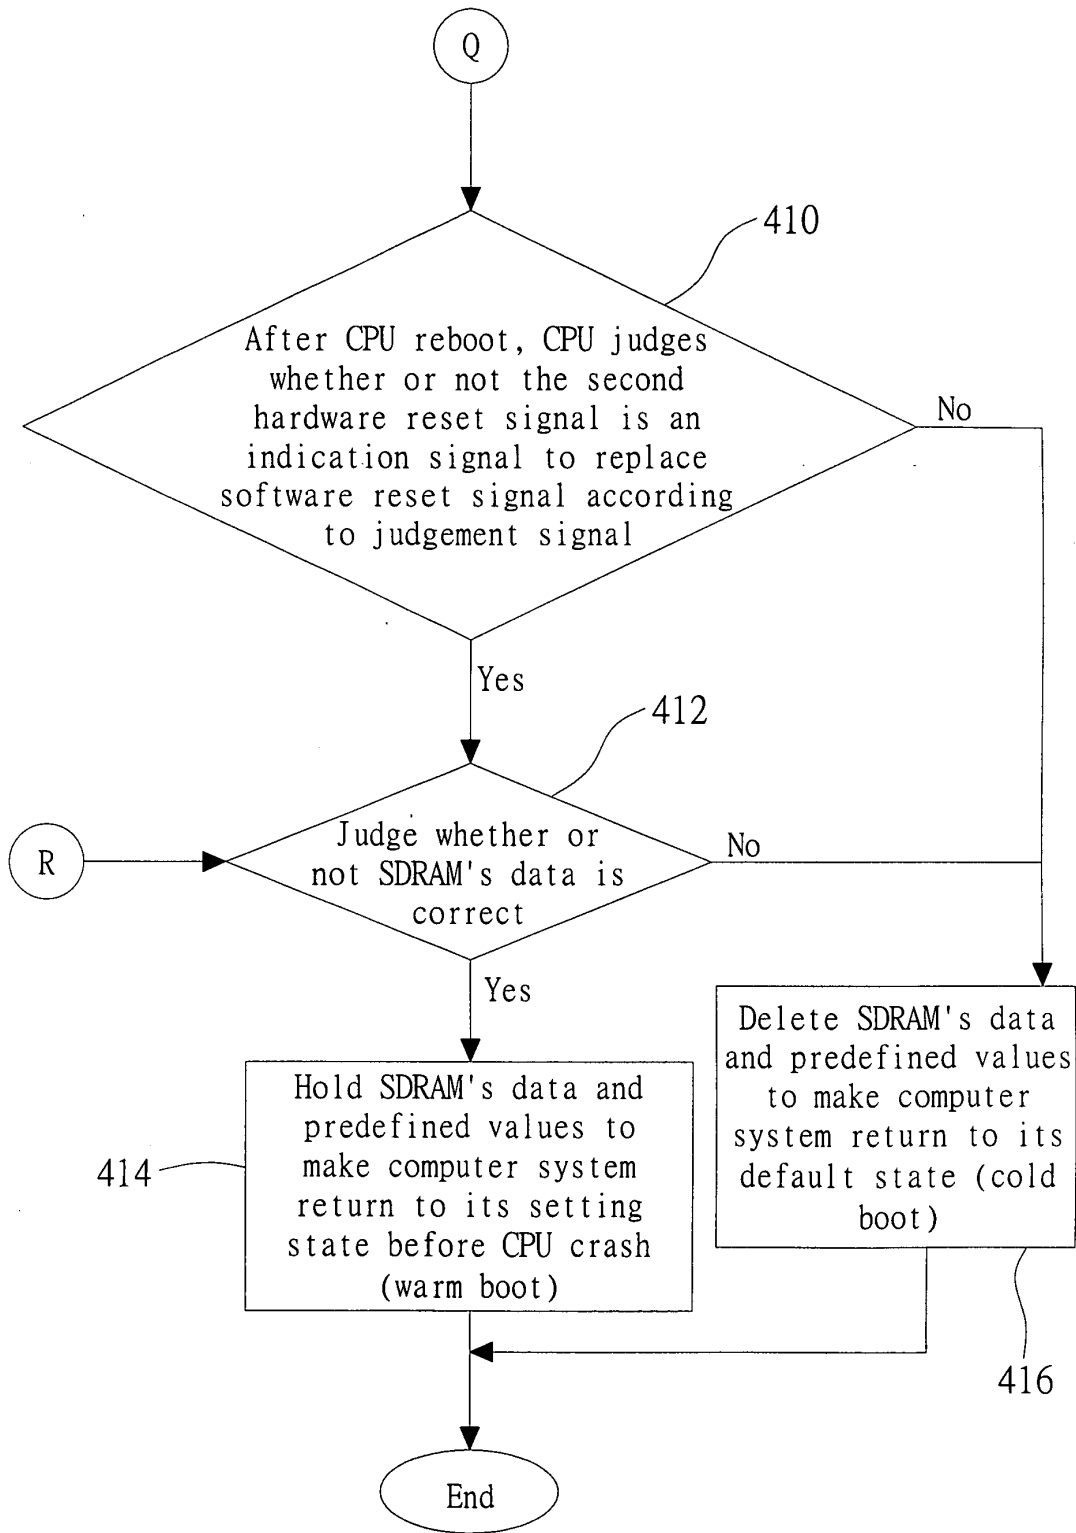 Q
410
After CPU reboot, CPU judges
whether or not the second
hardware reset signal is an
indication signal to replace
software reset signal according
to judgement signal
No
Yes
412
R
Judge whether or
not SDRAM's data is
correct
No
Yes
414
Hold SDRAM's data and
predefined values to
make computer system
return to its setting
state before CPU crash
(warm boot)
Delete SDRAM's data
and predefined values
to make computer
system return to its
default state (cold
boot)
416
End